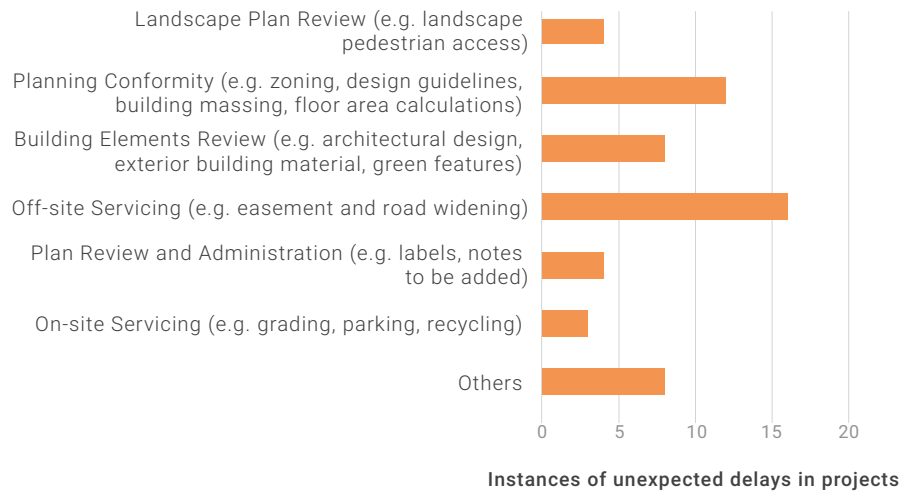 Landscape Plan Review (e.g. landscape
pedestrian access)
Planning Conformity (e.g. zoning, design guidelines,
building massing, floor area calculations)
Building Elements Review (e.g. architectural design,
exterior building material, green features)
Off-site Servicing (e.g. easement and road widening)
Plan Review and Administration (e.g. labels, notes
to be added)
On-site Servicing (e.g. grading, parking, recycling)
Others
0 5 10 15 20
Instances of unexpected delays in projects